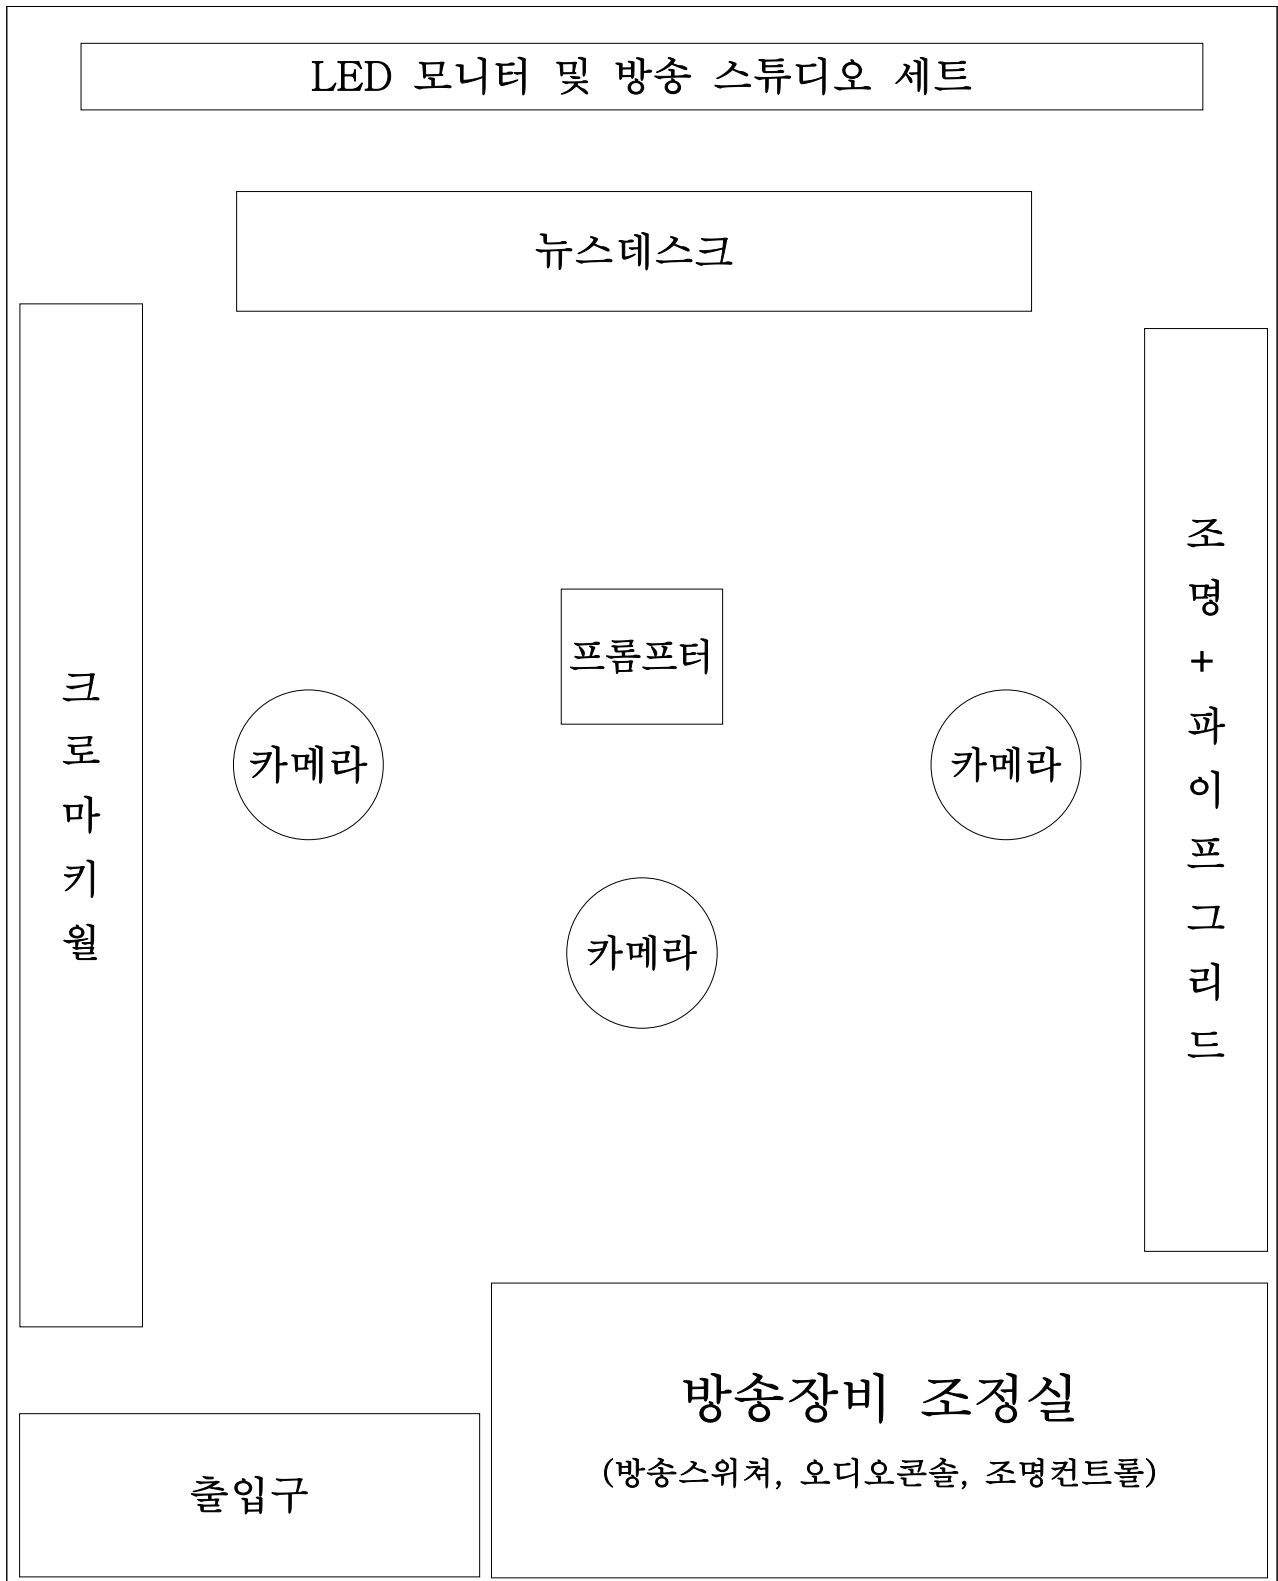 LED 모니터 및 방송 스튜디오 세트
뉴스데스크
크로마키월
조명+파이프그리드
프롬프터
카메라
카메라
카메라
방송장비 조정실
(방송스위쳐, 오디오콘솔, 조명컨트롤)
출입구